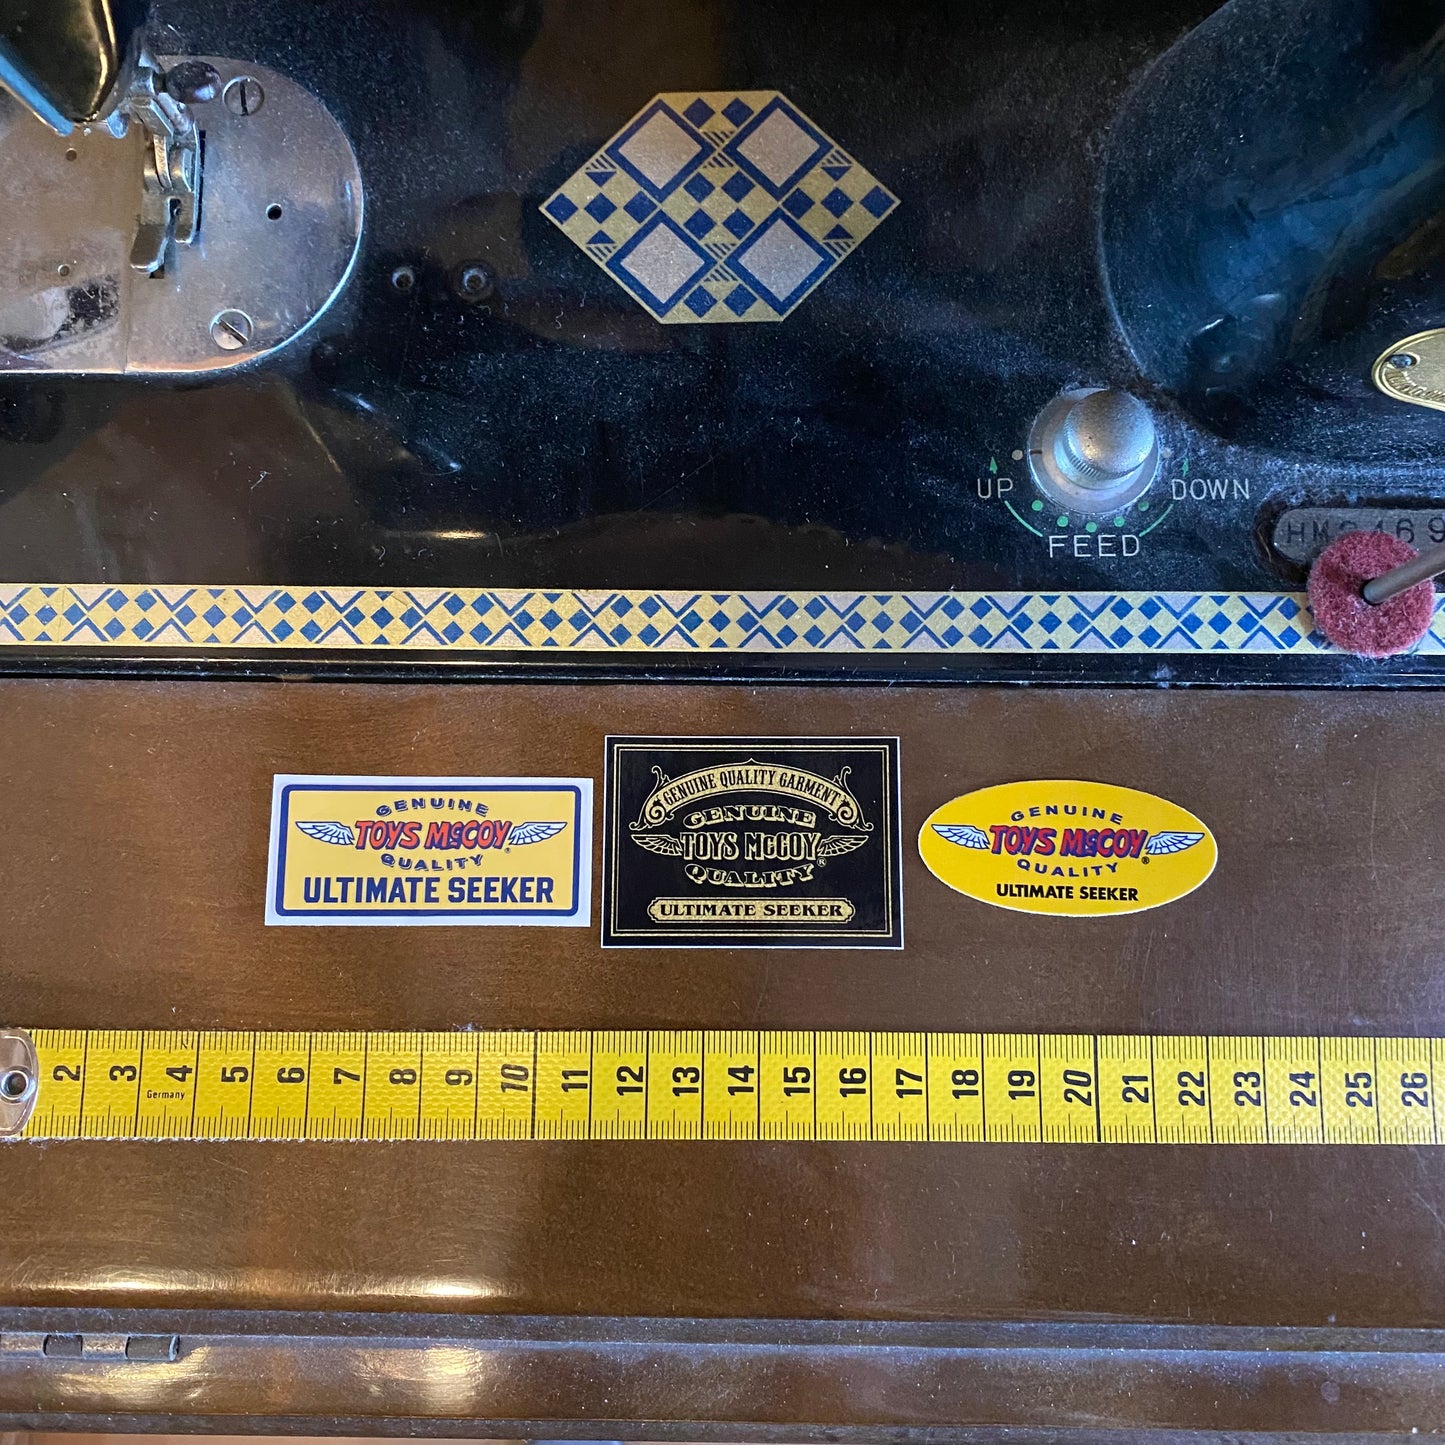 UP
DOWN
FEED
GENUINE
TOYS McCOY
®
QUALITY
ULTIMATE SEEKER
GENUINE QUALITY GARMENT
GENUINE
TOYS McCOY
®
QUALITY
ULTIMATE SEEKER
GENUINE
TOYS McCOY
®
QUALITY
ULTIMATE SEEKER
2 3 4 5 6 7 8 9 10 11 12 13 14 15 16 17 18 19 20 21 22 23 24 25 26
Germany